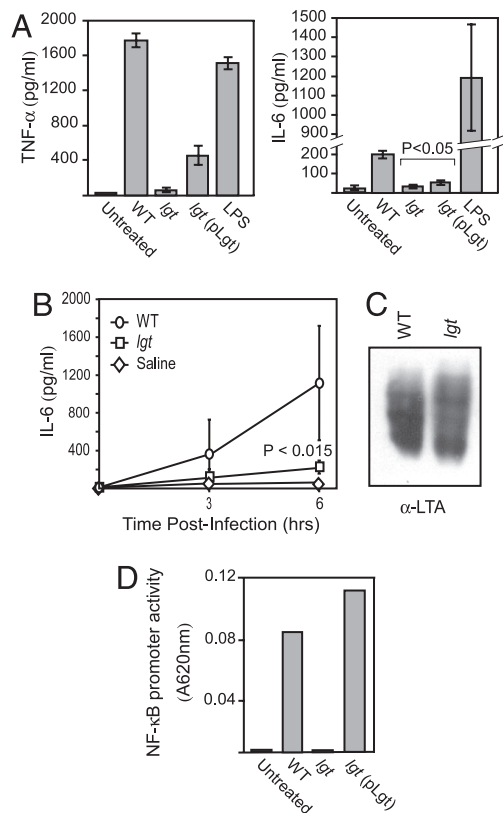 A
TNF-α (pg/ml)
2000
1600
1200
800
400
Untreated
WT
lgt
lgt (pLgt)
LPS
IL-6 (pg/ml)
1500
1400
1300
1200
1100
1000
900
200
100
P<0.05
Untreated
WT
lgt
lgt (pLgt)
LPS
B
IL-6 (pg/ml)
2000
1600
1200
800
400
WT
lgt
Saline
P < 0.015
3
6
Time Post-Infection (hrs)
C
WT
lgt
α-LTA
D
NF-κB promoter activity
(A620nm)
0.12
0.08
0.04
Untreated
WT
lgt
lgt (pLgt)